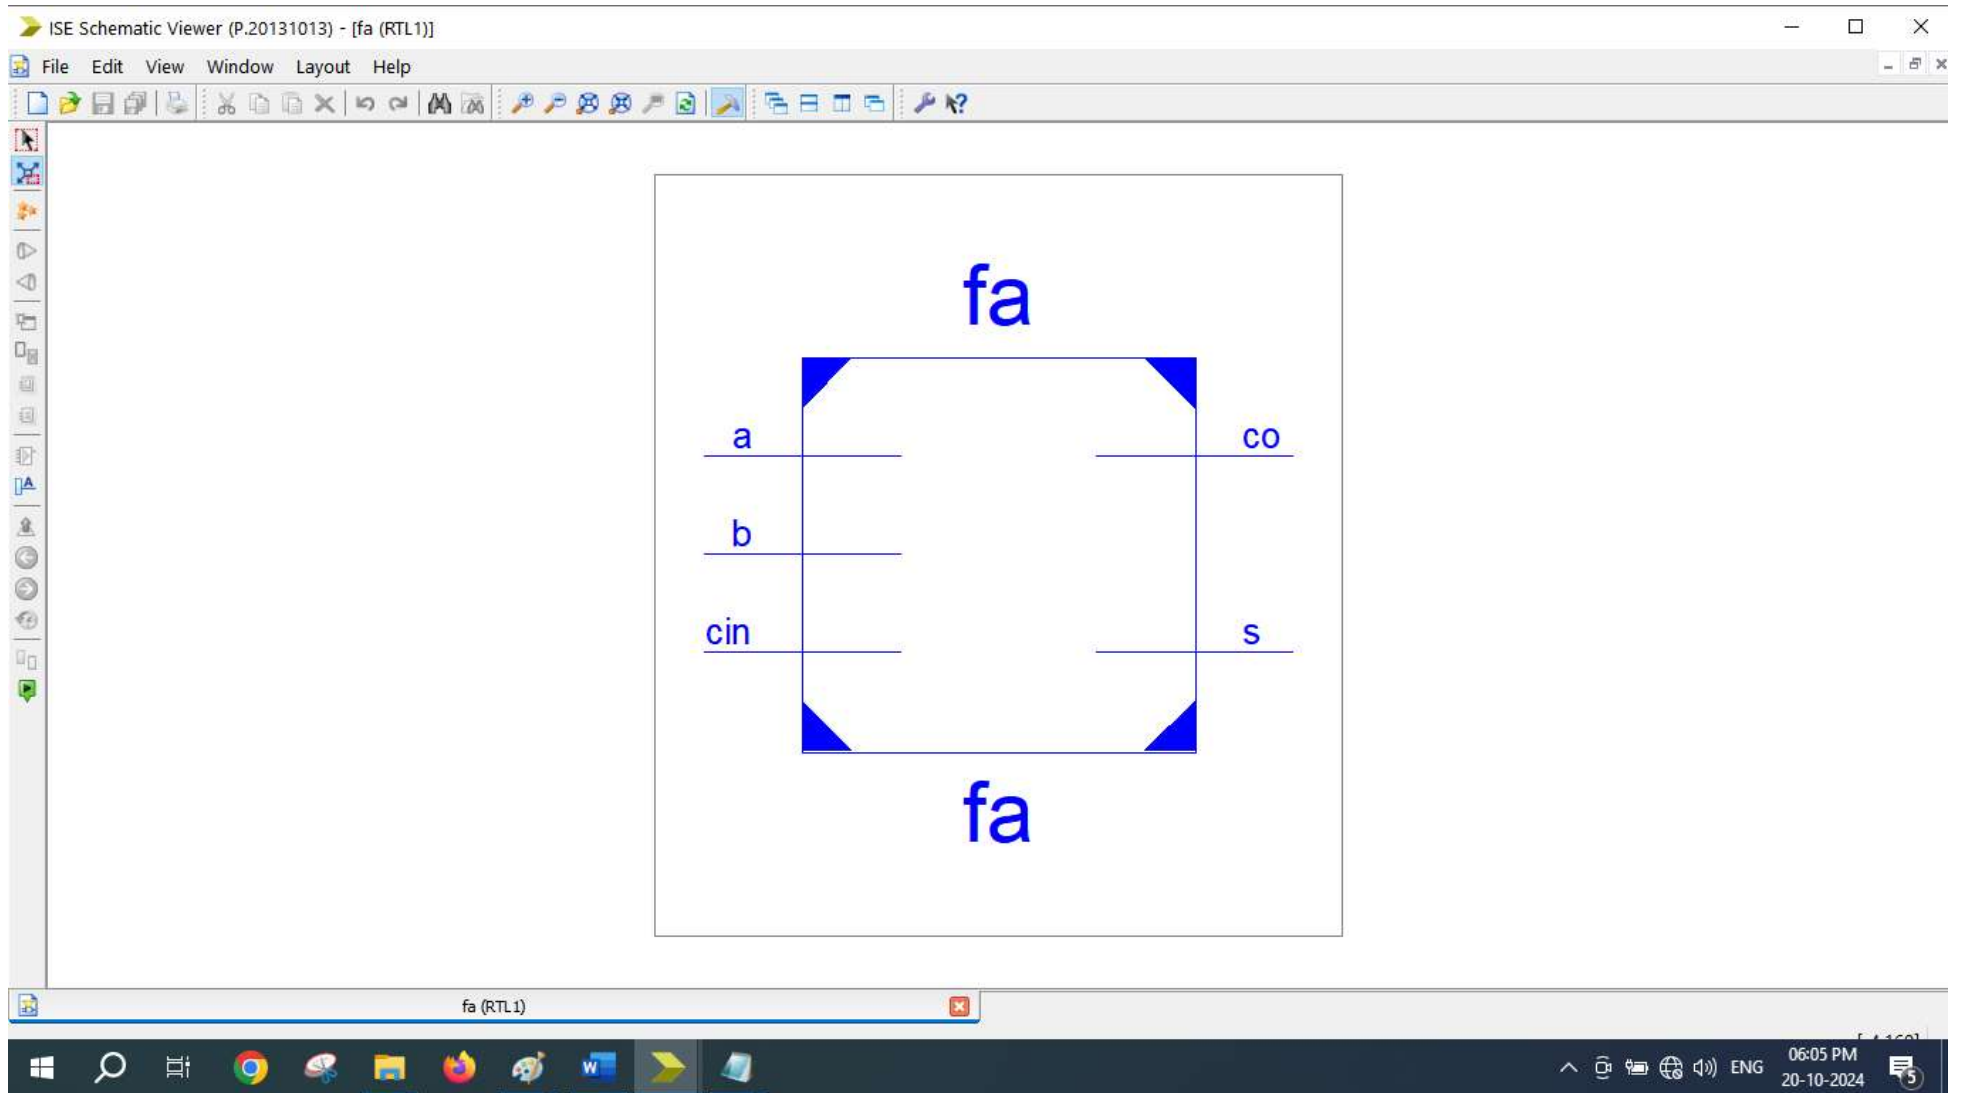 ISE Schematic Viewer (P.20131013) - [fa (RTL1)]
File Edit View Window Layout Help
fa
a co
b
cin s
fa
fa (RTL1)
ENG 06:05 PM
20-10-2024 5